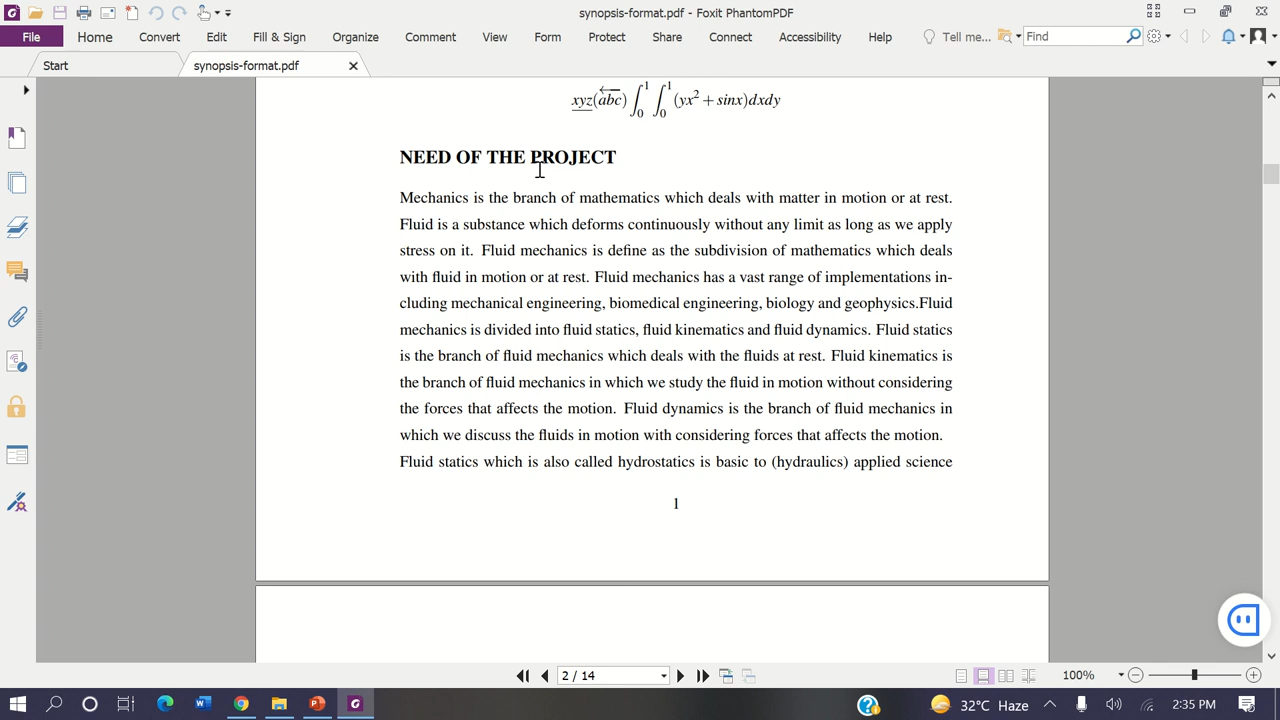 synopsis-format.pdf - Foxit PhantomPDF
File Home Convert Edit Fill & Sign Organize Comment View Form Protect Share Connect Accessibility Help Tell me... Find
Start synopsis-format.pdf
xyz(abc) ∫₀¹ ∫₀¹ (yx² + sinx)dxdy
NEED OF THE PROJECT
Mechanics is the branch of mathematics which deals with matter in motion or at rest.
Fluid is a substance which deforms continuously without any limit as long as we apply
stress on it. Fluid mechanics is define as the subdivision of mathematics which deals
with fluid in motion or at rest. Fluid mechanics has a vast range of implementations in-
cluding mechanical engineering, biomedical engineering, biology and geophysics.Fluid
mechanics is divided into fluid statics, fluid kinematics and fluid dynamics. Fluid statics
is the branch of fluid mechanics which deals with the fluids at rest. Fluid kinematics is
the branch of fluid mechanics in which we study the fluid in motion without considering
the forces that affects the motion. Fluid dynamics is the branch of fluid mechanics in
which we discuss the fluids in motion with considering forces that affects the motion.
Fluid statics which is also called hydrostatics is basic to (hydraulics) applied science
1
2 / 14
100%
32°C Haze 2:35 PM